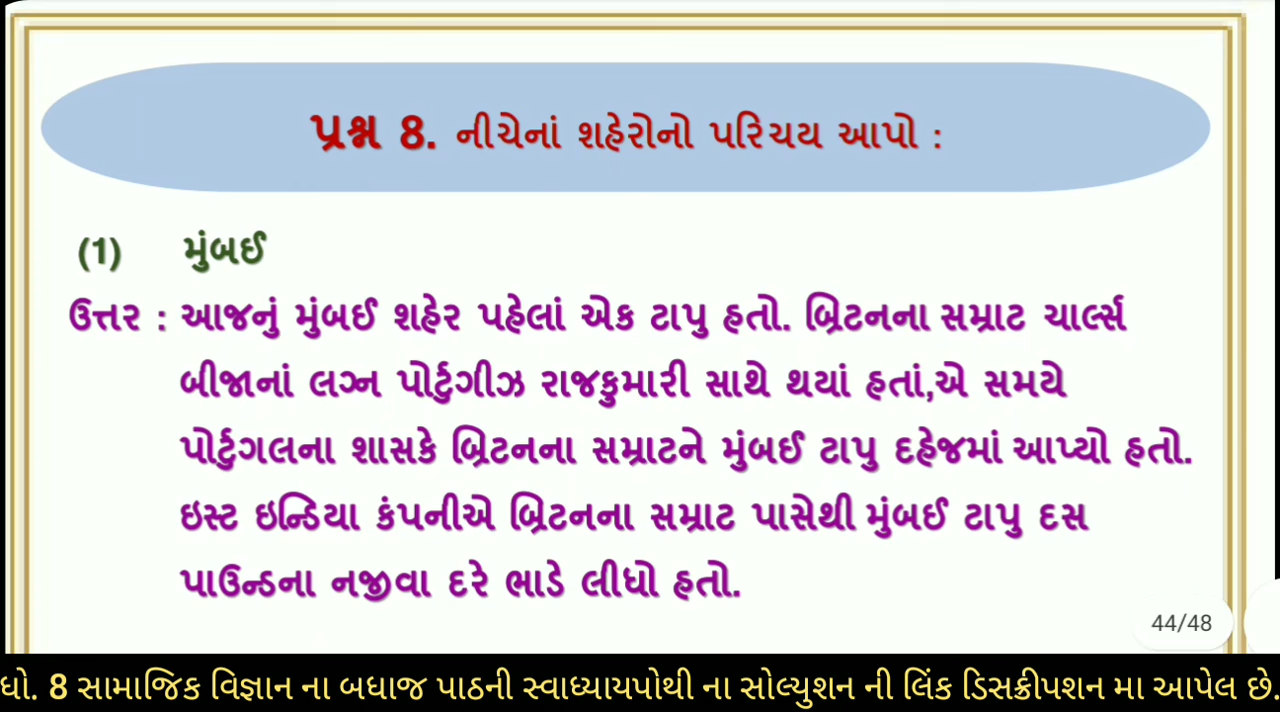 પ્રશ્ન 8. નીચેનાં શહેરોનો પરિચય આપો :
(1) મુંબઈ
ઉત્તર : આજનું મુંબઈ શહેર પહેલાં એક ટાપુ હતો. બ્રિટનના સમ્રાટ ચાર્લ્સ
બીજાનાં લગ્ન પોર્ટુગીઝ રાજકુમારી સાથે થયાં હતાં,એ સમયે
પોર્ટુગલના શાસકે બ્રિટનના સમ્રાટને મુંબઈ ટાપુ દહેજમાં આપ્યો હતો.
ઇસ્ટ ઇન્ડિયા કંપનીએ બ્રિટનના સમ્રાટ પાસેથી મુંબઈ ટાપુ દસ
પાઉન્ડના નજીવા દરે ભાડે લીધો હતો.
44/48
ધો. 8 સામાજિક વિજ્ઞાન ના બધાજ પાઠની સ્વાધ્યાયપોથી ના સોલ્યુશન ની લિંક ડિસક્રીપશન મા આપેલ છે.